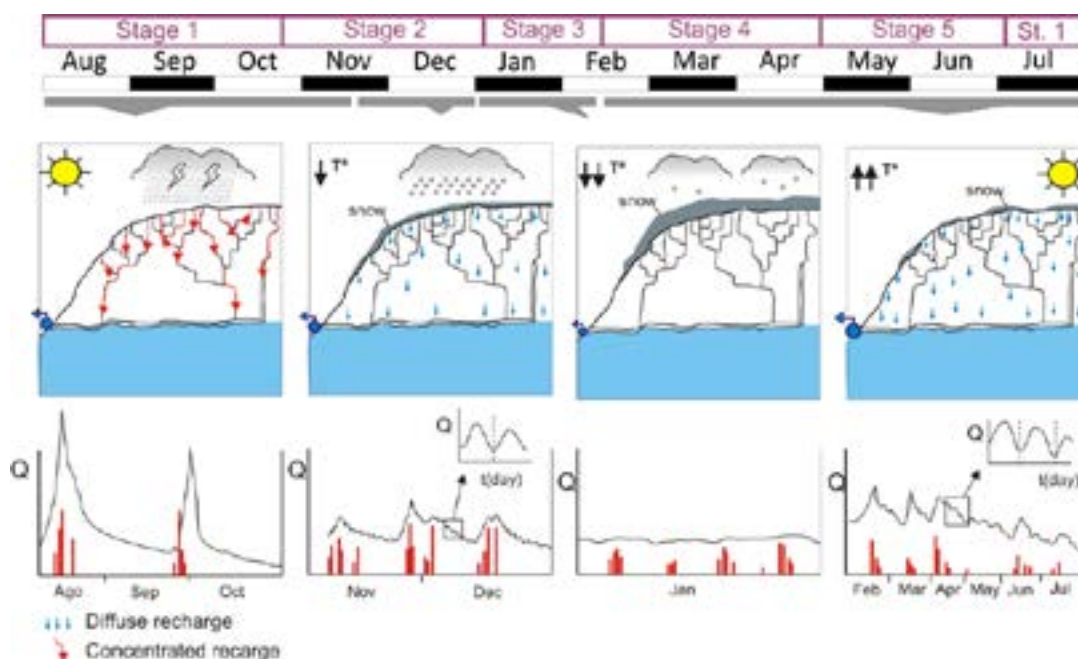 Stage 1 Stage 2 Stage 3 Stage 4 Stage 5 St. 1
Aug Sep Oct Nov Dec Jan Feb Mar Apr May Jun Jul
T° T° T°
snow snow snow
Q Q t(day) Q Q Q t(day) Q
Ago Sep Oct Nov Dec Jan Feb Mar Apr May Jun Jul
Diffuse recharge
Concentrated recarge